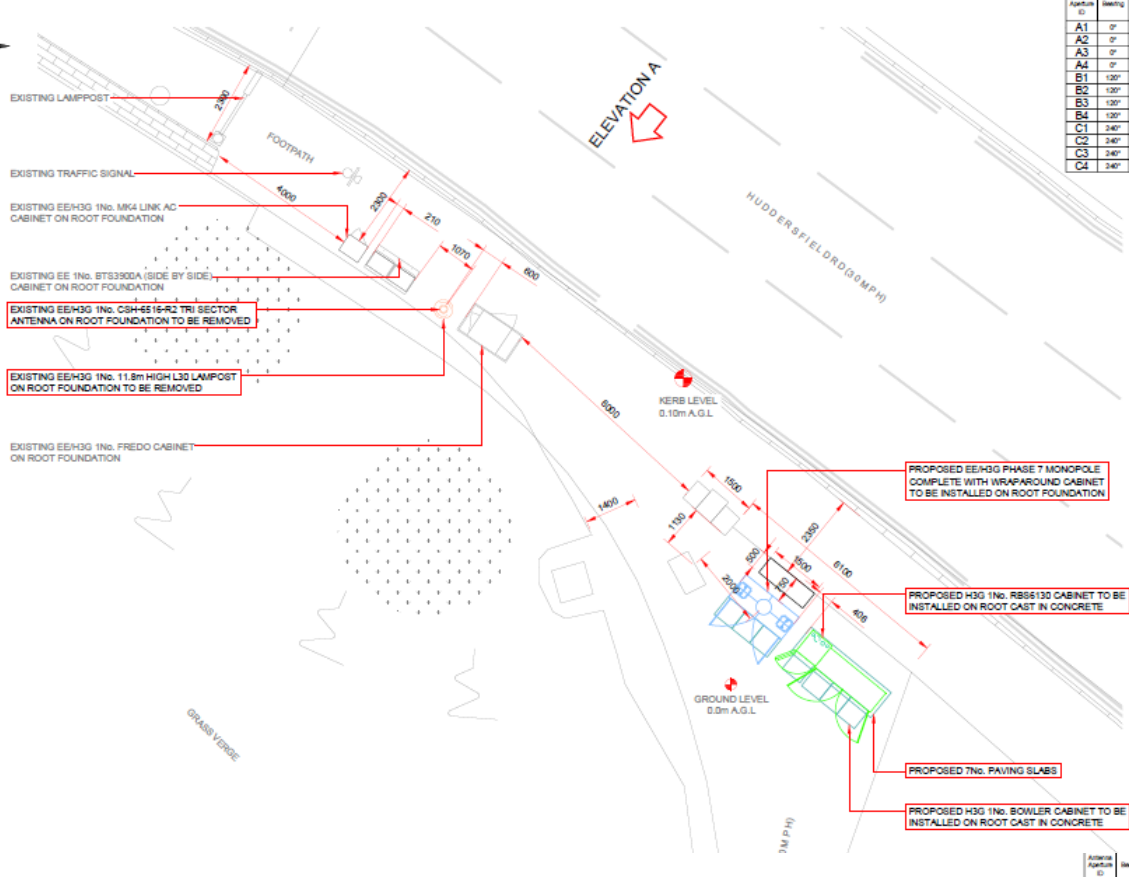 Aperture ID Bearing
A1 0°
A2 0°
A3 0°
A4 0°
B1 120°
B2 120°
B3 120°
B4 120°
C1 240°
C2 240°
C3 240°
C4 240°
ELEVATION A
EXISTING LAMPPOST
2300
FOOTPATH
EXISTING TRAFFIC SIGNAL
4000
2300
EXISTING EE/H3G 1No. MK4 LINK AC
CABINET ON ROOT FOUNDATION
210
1070
600
HUDDERSFIELD RD (30MPH)
EXISTING EE 1No. BTS3900A (SIDE BY SIDE)
CABINET ON ROOT FOUNDATION
EXISTING EE/H3G 1No. CSH-6516-R2 TRI SECTOR
ANTENNA ON ROOT FOUNDATION TO BE REMOVED
EXISTING EE/H3G 1No. 11.8m HIGH L30 LAMPOST
ON ROOT FOUNDATION TO BE REMOVED
KERB LEVEL
0.10m A.G.L
6000
EXISTING EE/H3G 1No. FREDO CABINET
ON ROOT FOUNDATION
PROPOSED EE/H3G PHASE 7 MONOPOLE
COMPLETE WITH WRAPAROUND CABINET
TO BE INSTALLED ON ROOT FOUNDATION
1500
1400
1130
2350
500
1500
6100
2000
750
406
PROPOSED H3G 1No. RBS6130 CABINET TO BE
INSTALLED ON ROOT CAST IN CONCRETE
GROUND LEVEL
0.0m A.G.L
GRASS VERGE
PROPOSED 7No. PAVING SLABS
PROPOSED H3G 1No. BOWLER CABINET TO BE
INSTALLED ON ROOT CAST IN CONCRETE
0MPH)
Antenna Aperture ID